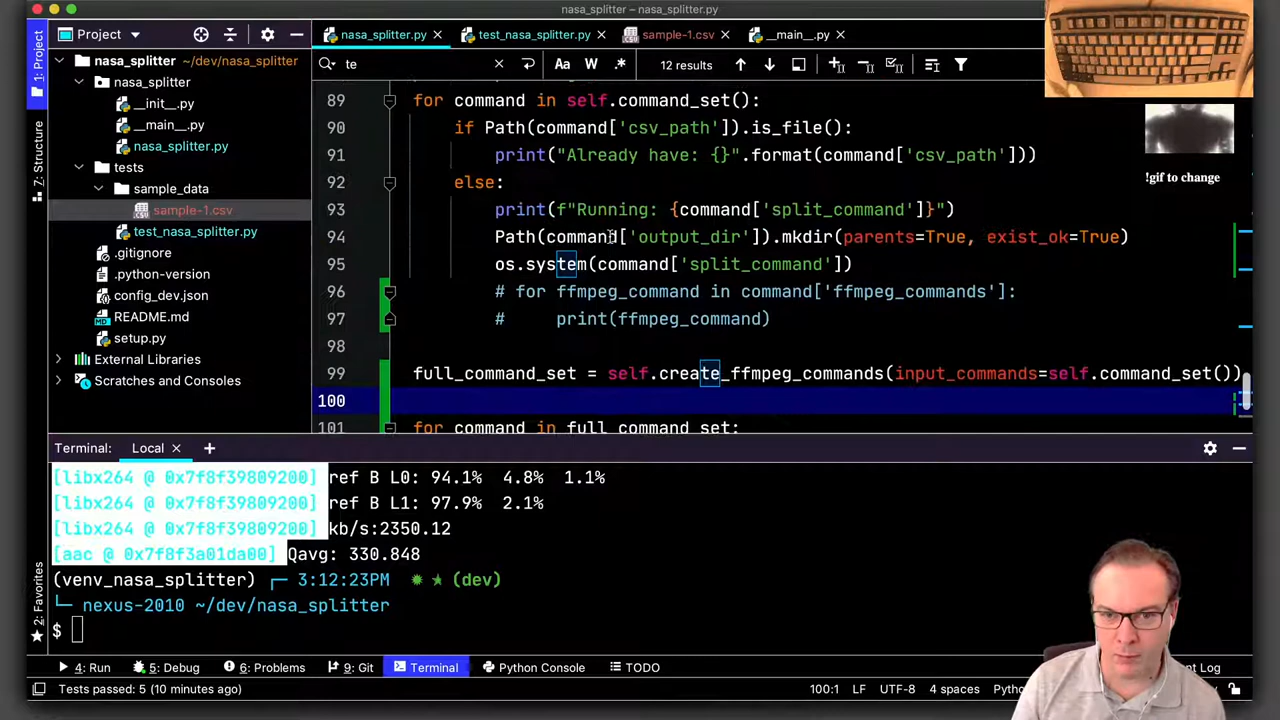 nasa_splitter – nasa_splitter.py
Project
nasa_splitter.py
test_nasa_splitter.py
sample-1.csv
__main__.py
te
Aa W .* 12 results
1: Project
7: Structure
2: Favorites
nasa_splitter ~/dev/nasa_splitter
nasa_splitter
__init__.py
__main__.py
nasa_splitter.py
tests
sample_data
sample-1.csv
test_nasa_splitter.py
.gitignore
.python-version
config_dev.json
README.md
setup.py
External Libraries
Scratches and Consoles
89 for command in self.command_set():
90 if Path(command['csv_path']).is_file():
91 print("Already have: {}".format(command['csv_path']))
92 else:
93 print(f"Running: {command['split_command']}")
94 Path(command['output_dir']).mkdir(parents=True, exist_ok=True)
95 os.system(command['split_command'])
96 # for ffmpeg_command in command['ffmpeg_commands']:
97 # print(ffmpeg_command)
98
99 full_command_set = self.create_ffmpeg_commands(input_commands=self.command_set())
100
101 for command in full_command_set:
!gif to change
Terminal: Local +
[libx264 @ 0x7f8f39809200] ref B L0: 94.1% 4.8% 1.1%
[libx264 @ 0x7f8f39809200] ref B L1: 97.9% 2.1%
[libx264 @ 0x7f8f39809200] kb/s:2350.12
[aac @ 0x7f8f3a01da00] Qavg: 330.848
(venv_nasa_splitter) 3:12:23PM (dev)
nexus-2010 ~/dev/nasa_splitter
$
4: Run 5: Debug 6: Problems 9: Git Terminal Python Console TODO
Tests passed: 5 (10 minutes ago) 100:1 LF UTF-8 4 spaces